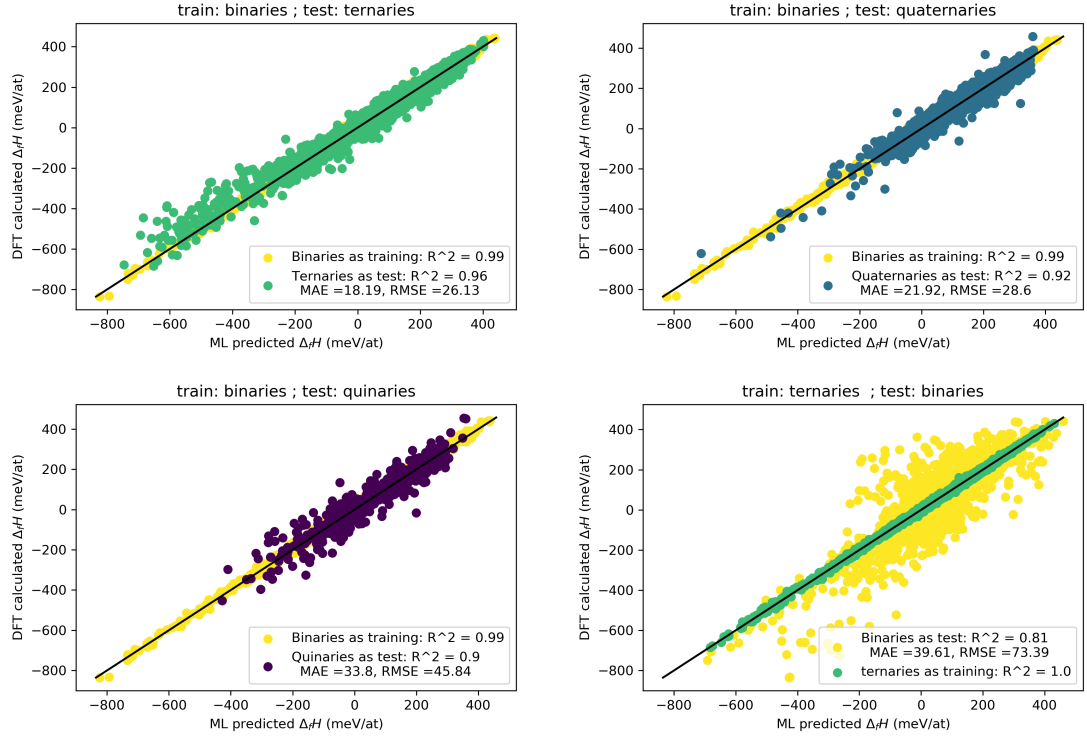 train: binaries ; test: ternaries
400
200
0
−200
−400
−600
−800
DFT calculated ΔfH (meV/at)
Binaries as training: R^2 = 0.99
Ternaries as test: R^2 = 0.96
MAE =18.19, RMSE =26.13
−800 −600 −400 −200 0 200 400
ML predicted ΔfH (meV/at)
train: binaries ; test: quaternaries
400
200
0
−200
−400
−600
−800
DFT calculated ΔfH (meV/at)
Binaries as training: R^2 = 0.99
Quaternaries as test: R^2 = 0.92
MAE =21.92, RMSE =28.6
−800 −600 −400 −200 0 200 400
ML predicted ΔfH (meV/at)
train: binaries ; test: quinaries
400
200
0
−200
−400
−600
−800
DFT calculated ΔfH (meV/at)
Binaries as training: R^2 = 0.99
Quinaries as test: R^2 = 0.9
MAE =33.8, RMSE =45.84
−800 −600 −400 −200 0 200 400
ML predicted ΔfH (meV/at)
train: ternaries  ; test: binaries
400
200
0
−200
−400
−600
−800
DFT calculated ΔfH (meV/at)
Binaries as test: R^2 = 0.81
MAE =39.61, RMSE =73.39
ternaries as training: R^2 = 1.0
−800 −600 −400 −200 0 200 400
ML predicted ΔfH (meV/at)